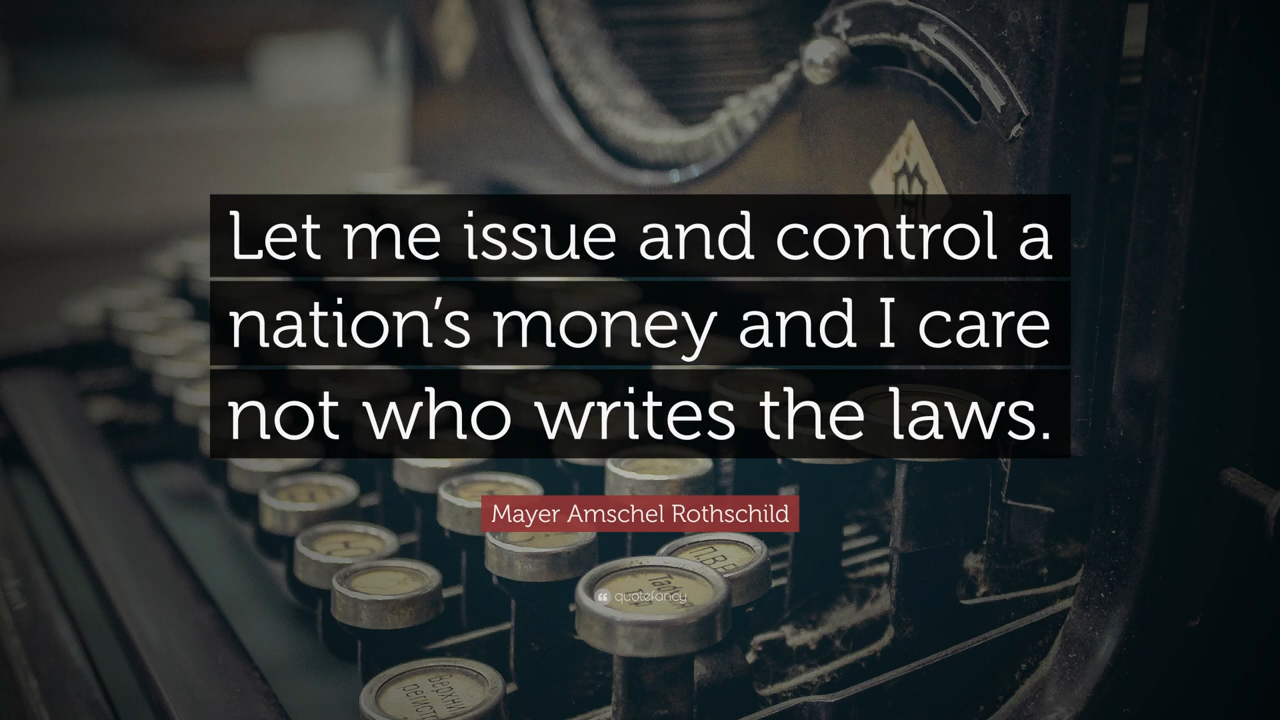 Let me issue and control a
nation’s money and I care
not who writes the laws.
Mayer Amschel Rothschild
❝ quotefancy